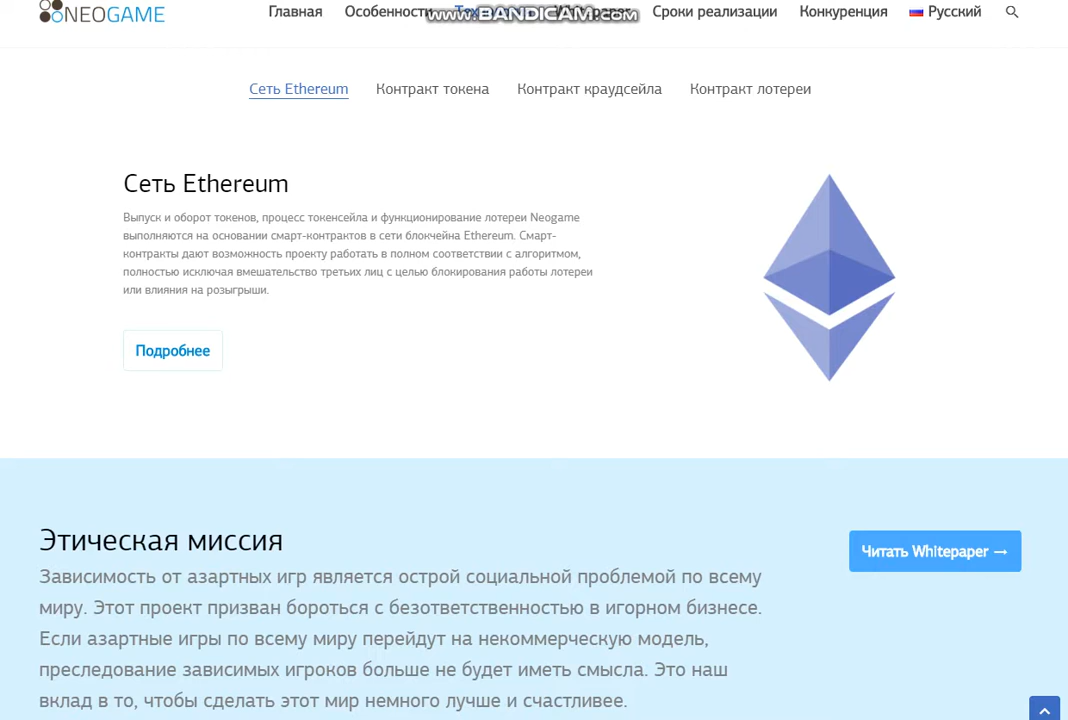 NEOGAME
Главная Особенности www.BANDICAM.com Сроки реализации Конкуренция Русский
Сеть Ethereum Контракт токена Контракт краудсейла Контракт лотереи
Сеть Ethereum
Выпуск и оборот токенов, процесс токенсейла и функционирование лотереи Neogame
выполняются на основании смарт-контрактов в сети блокчейна Ethereum. Смарт-
контракты дают возможность проекту работать в полном соответствии с алгоритмом,
полностью исключая вмешательство третьих лиц с целью блокирования работы лотереи
или влияния на розыгрыши.
Подробнее
Этическая миссия
Читать Whitepaper →
Зависимость от азартных игр является острой социальной проблемой по всему
миру. Этот проект призван бороться с безответственностью в игорном бизнесе.
Если азартные игры по всему миру перейдут на некоммерческую модель,
преследование зависимых игроков больше не будет иметь смысла. Это наш
вклад в то, чтобы сделать этот мир немного лучше и счастливее.